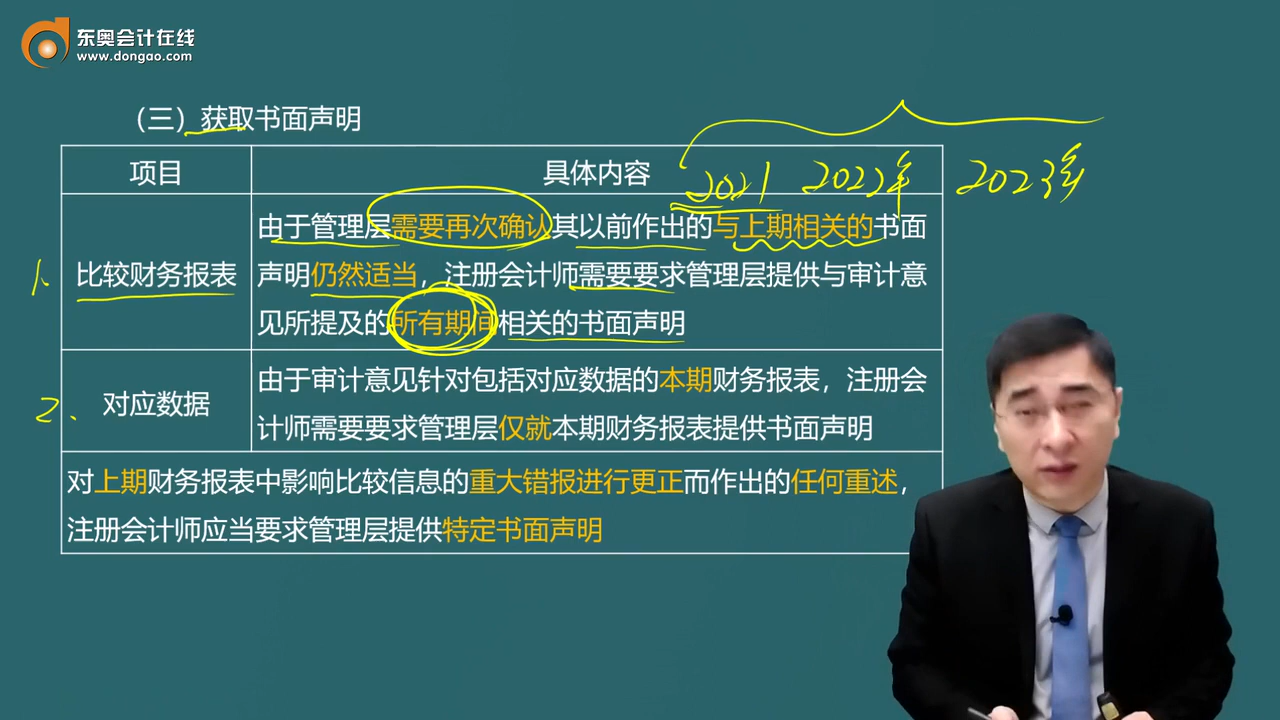 东奥会计在线
www.dongao.com
（三）获取书面声明
项目
具体内容
2021 2022年 2023年
1.
比较财务报表
由于管理层需要再次确认其以前作出的与上期相关的书面
声明仍然适当，注册会计师需要要求管理层提供与审计意
见所提及的所有期间相关的书面声明
2.
对应数据
由于审计意见针对包括对应数据的本期财务报表，注册会
计师需要要求管理层仅就本期财务报表提供书面声明
对上期财务报表中影响比较信息的重大错报进行更正而作出的任何重述，
注册会计师应当要求管理层提供特定书面声明